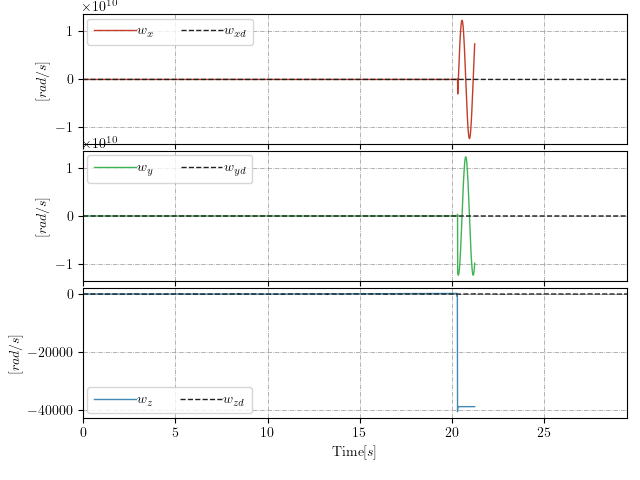 ×10^10
1
0
−1
[rad/s]
w_x w_xd
×10^10
1
0
−1
[rad/s]
w_y w_yd
0
−20000
−40000
[rad/s]
w_z w_zd
0 5 10 15 20 25
Time[s]